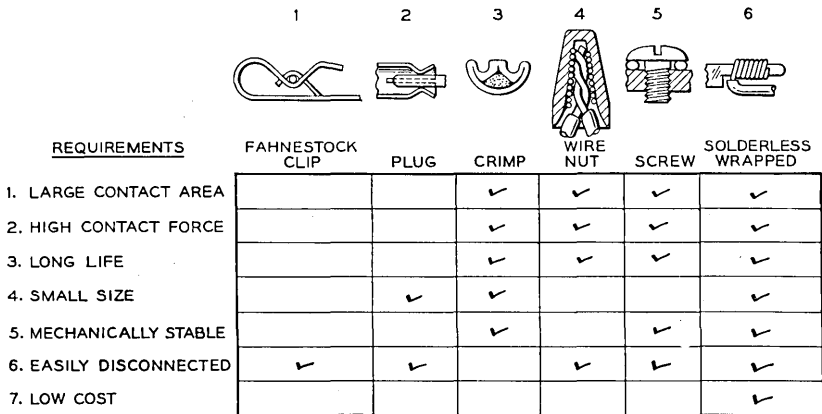 1 2 3 4 5 6
REQUIREMENTS FAHNESTOCK CLIP PLUG CRIMP WIRE NUT SCREW SOLDERLESS WRAPPED
1. LARGE CONTACT AREA ✓ ✓ ✓ ✓
2. HIGH CONTACT FORCE ✓ ✓ ✓ ✓
3. LONG LIFE ✓ ✓ ✓ ✓
4. SMALL SIZE ✓ ✓ ✓
5. MECHANICALLY STABLE ✓ ✓ ✓
6. EASILY DISCONNECTED ✓ ✓ ✓ ✓ ✓
7. LOW COST ✓